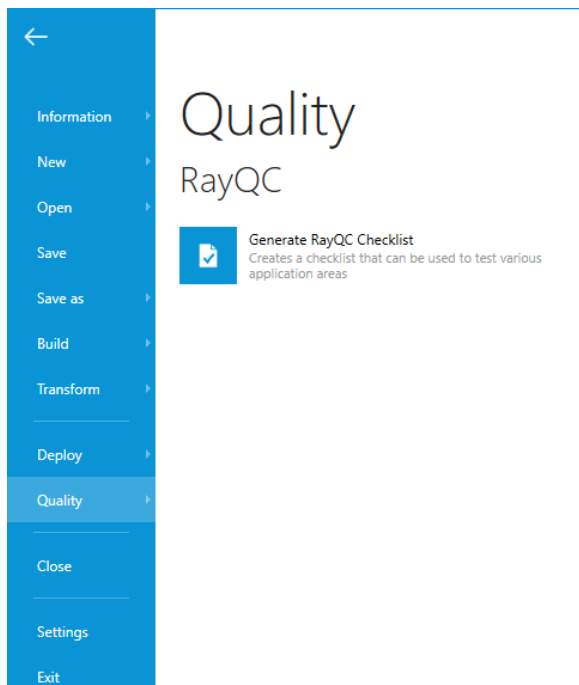 Information
New
Open
Save
Save as
Build
Transform
Deploy
Quality
Close
Settings
Exit
Quality
RayQC
Generate RayQC Checklist
Creates a checklist that can be used to test various
application areas